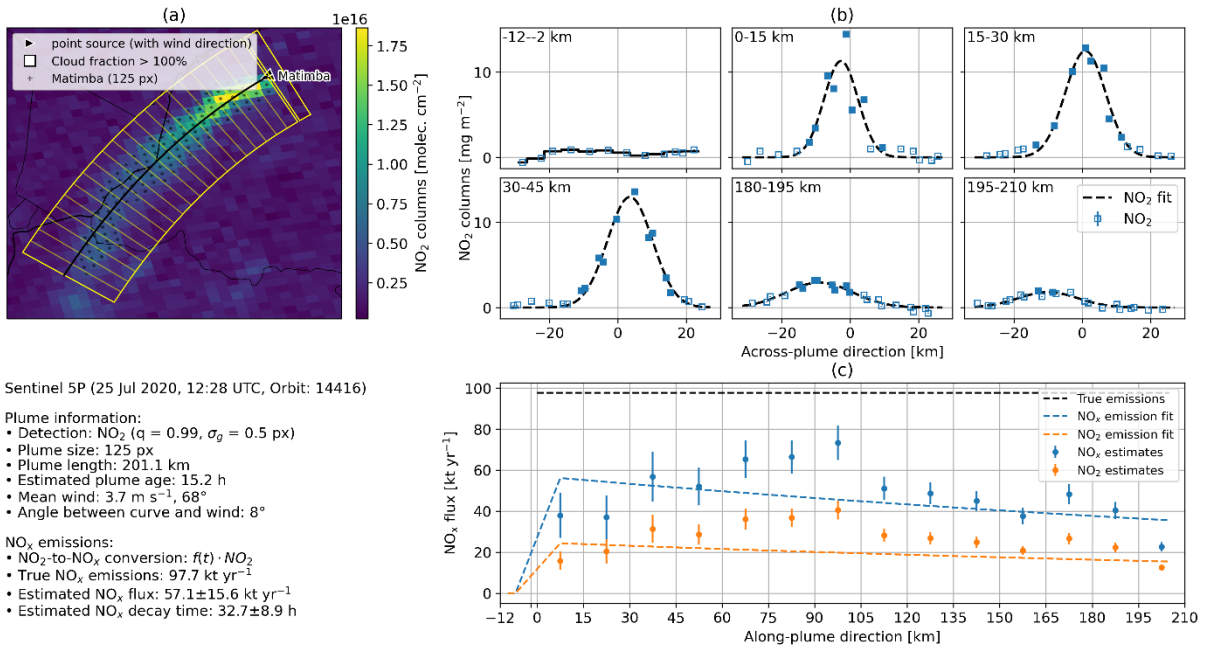 (a)
1e16
point source (with wind direction)
Cloud fraction > 100%
Matimba (125 px)
Matimba
1.75
1.50
1.25
1.00
0.75
0.50
0.25
NO₂ columns [molec. cm⁻²]
(b)
-12--2 km
0-15 km
15-30 km
10
0
30-45 km
180-195 km
195-210 km
NO₂ fit
NO₂
10
0
NO₂ columns [mg m⁻²]
−20 0 20
−20 0 20
−20 0 20
Across-plume direction [km]
Sentinel 5P (25 Jul 2020, 12:28 UTC, Orbit: 14416)
Plume information:
• Detection: NO₂ (q = 0.99, σg = 0.5 px)
• Plume size: 125 px
• Plume length: 201.1 km
• Estimated plume age: 15.2 h
• Mean wind: 3.7 m s⁻¹, 68°
• Angle between curve and wind: 8°
NOₓ emissions:
• NO₂-to-NOₓ conversion: f(t) · NO₂
• True NOₓ emissions: 97.7 kt yr⁻¹
• Estimated NOₓ flux: 57.1±15.6 kt yr⁻¹
• Estimated NOₓ decay time: 32.7±8.9 h
(c)
100
80
60
40
20
0
NOₓ flux [kt yr⁻¹]
True emissions
NOₓ emission fit
NO₂ emission fit
NOₓ estimates
NO₂ estimates
−12 0 15 30 45 60 75 90 105 120 135 150 165 180 195 210
Along-plume direction [km]